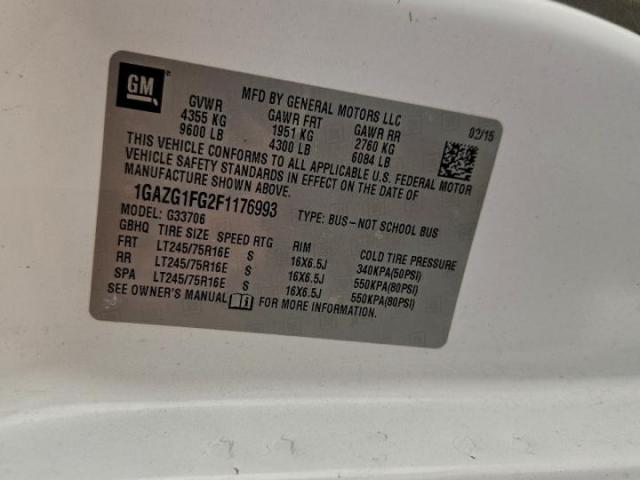 GM
MFD BY GENERAL MOTORS LLC
02/15
GVWR GAWR FRT GAWR RR
4355 KG 1951 KG 2760 KG
9600 LB 4300 LB 6084 LB
THIS VEHICLE CONFORMS TO ALL APPLICABLE U.S. FEDERAL MOTOR
VEHICLE SAFETY STANDARDS IN EFFECT ON THE DATE OF
MANUFACTURE SHOWN ABOVE.
1GAZG1FG2F1176993 TYPE: BUS–NOT SCHOOL BUS
MODEL: G33706
GBHQ TIRE SIZE SPEED RTG RIM COLD TIRE PRESSURE
FRT LT245/75R16E S 16X6.5J 340KPA(50PSI)
RR LT245/75R16E S 16X6.5J 550KPA(80PSI)
SPA LT245/75R16E S 16X6.5J 550KPA(80PSI)
SEE OWNER'S MANUAL FOR MORE INFORMATION.